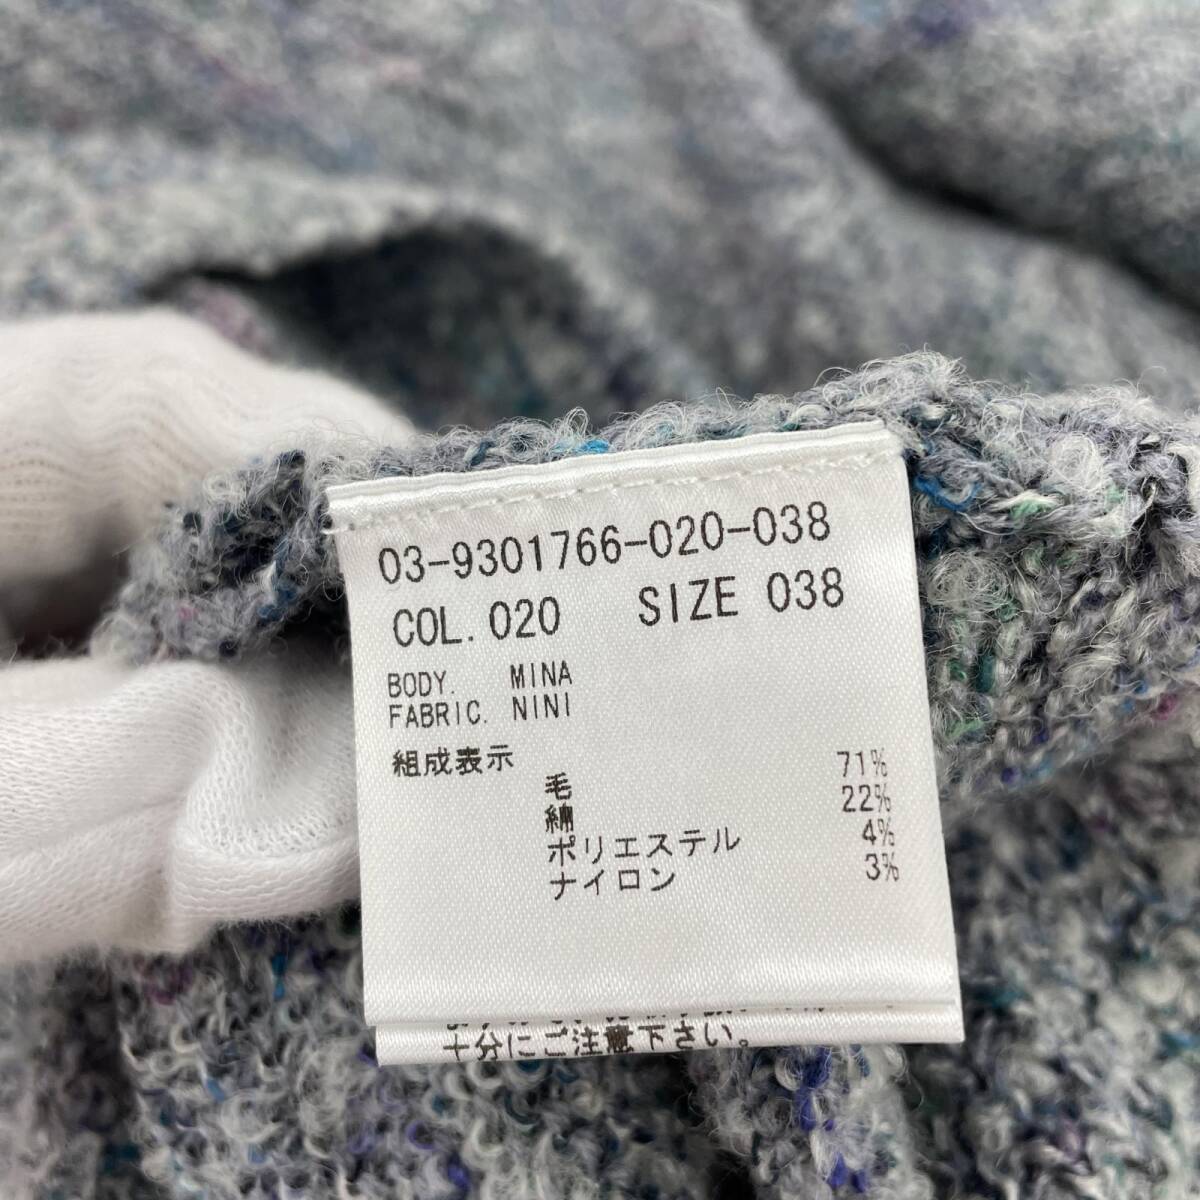 03-9301766-020-038
COL. 020 SIZE 038
BODY. MINA
FABRIC. NINI
組成表示
毛 71%
綿 22%
ポリエステル 4%
ナイロン 3%
十分にご注意下さい。